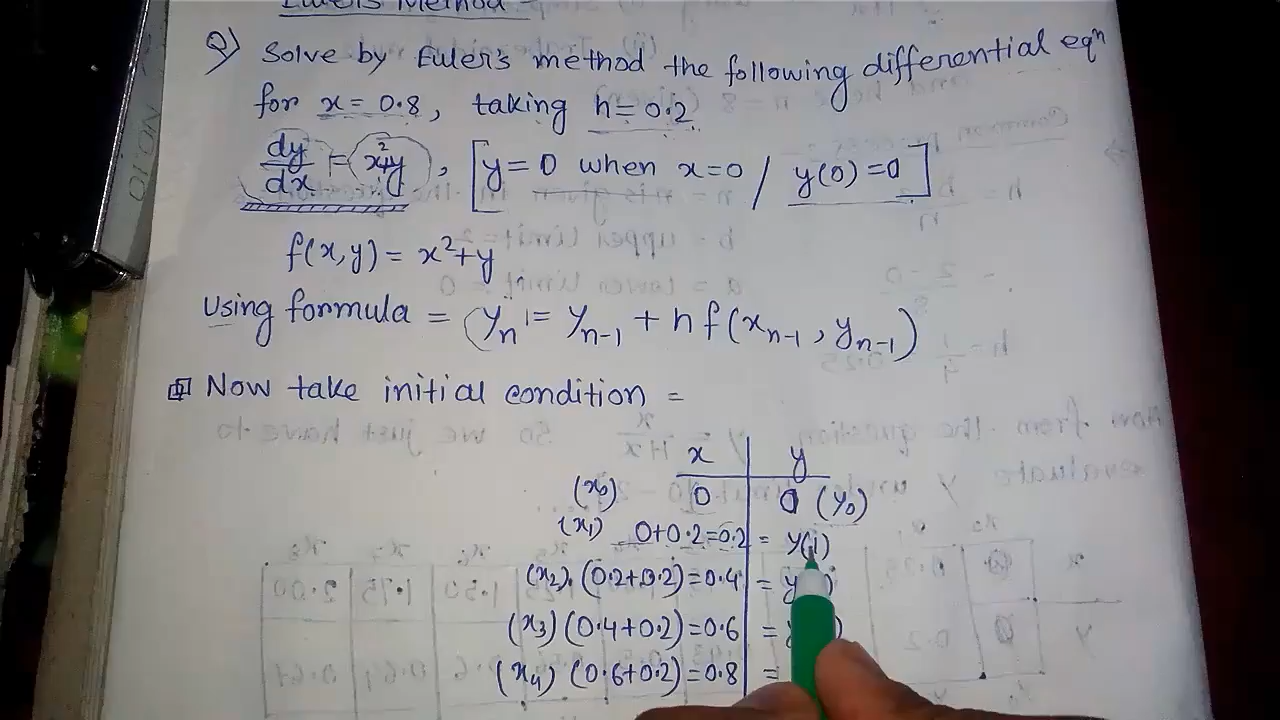 Euler's Method
Q) Solve by Euler's method the following differential eqⁿ
for x = 0.8, taking h = 0.2
dy/dx = x²+y, [y = 0 when x = 0 / y(0) = 0]
f(x,y) = x²+y
Using formula = (yₙ = yₙ₋₁ + h f(xₙ₋₁, yₙ₋₁)
Now take initial condition =
x | y
(x₀) 0 | 0 (y₀)
(x₁) 0+0.2=0.2 = y(1)
(x₂) (0.2+0.2)=0.4 = y
(x₃) (0.4+0.2)=0.6 =
(x₄) (0.6+0.2)=0.8 =
NO.10